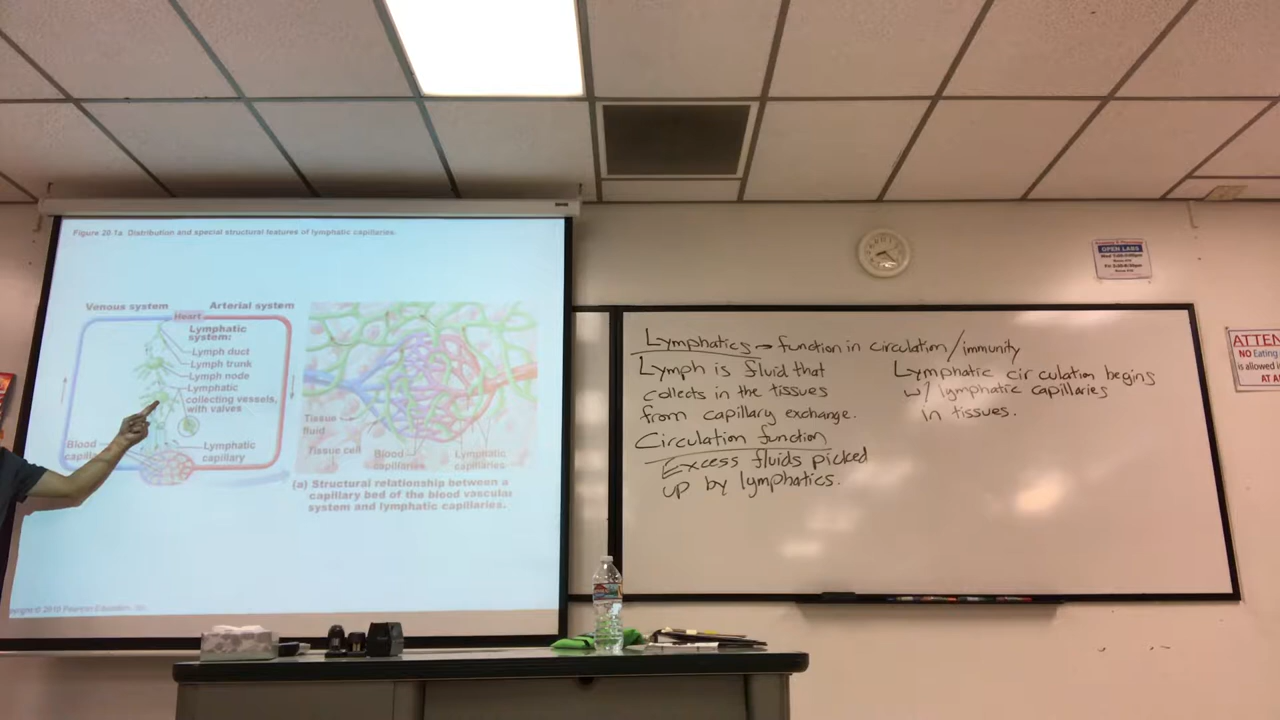 Figure 20-1a Distribution and special structural features of lymphatic capillaries.
Venous system
Arterial system
Heart
Lymphatic
system:
Lymph duct
Lymph trunk
Lymph node
Lymphatic
collecting vessels,
with valves
Blood
Lymphatic
capillary
Tissue
fluid
Tissue cell
Blood
capillaries
Lymphatic
capillaries
(a) Structural relationship between a
capillary bed of the blood vascular
system and lymphatic capillaries.
Pearson Education, Inc.
Lymphatics → function in circulation/immunity
Lymph is fluid that
collects in the tissues
from capillary exchange.
Circulation function
Excess fluids picked
up by lymphatics.
Lymphatic circulation begins
w/ lymphatic capillaries
in tissues.
OPEN LABS
ATTEN
NO Eating
is allowed i
AT A